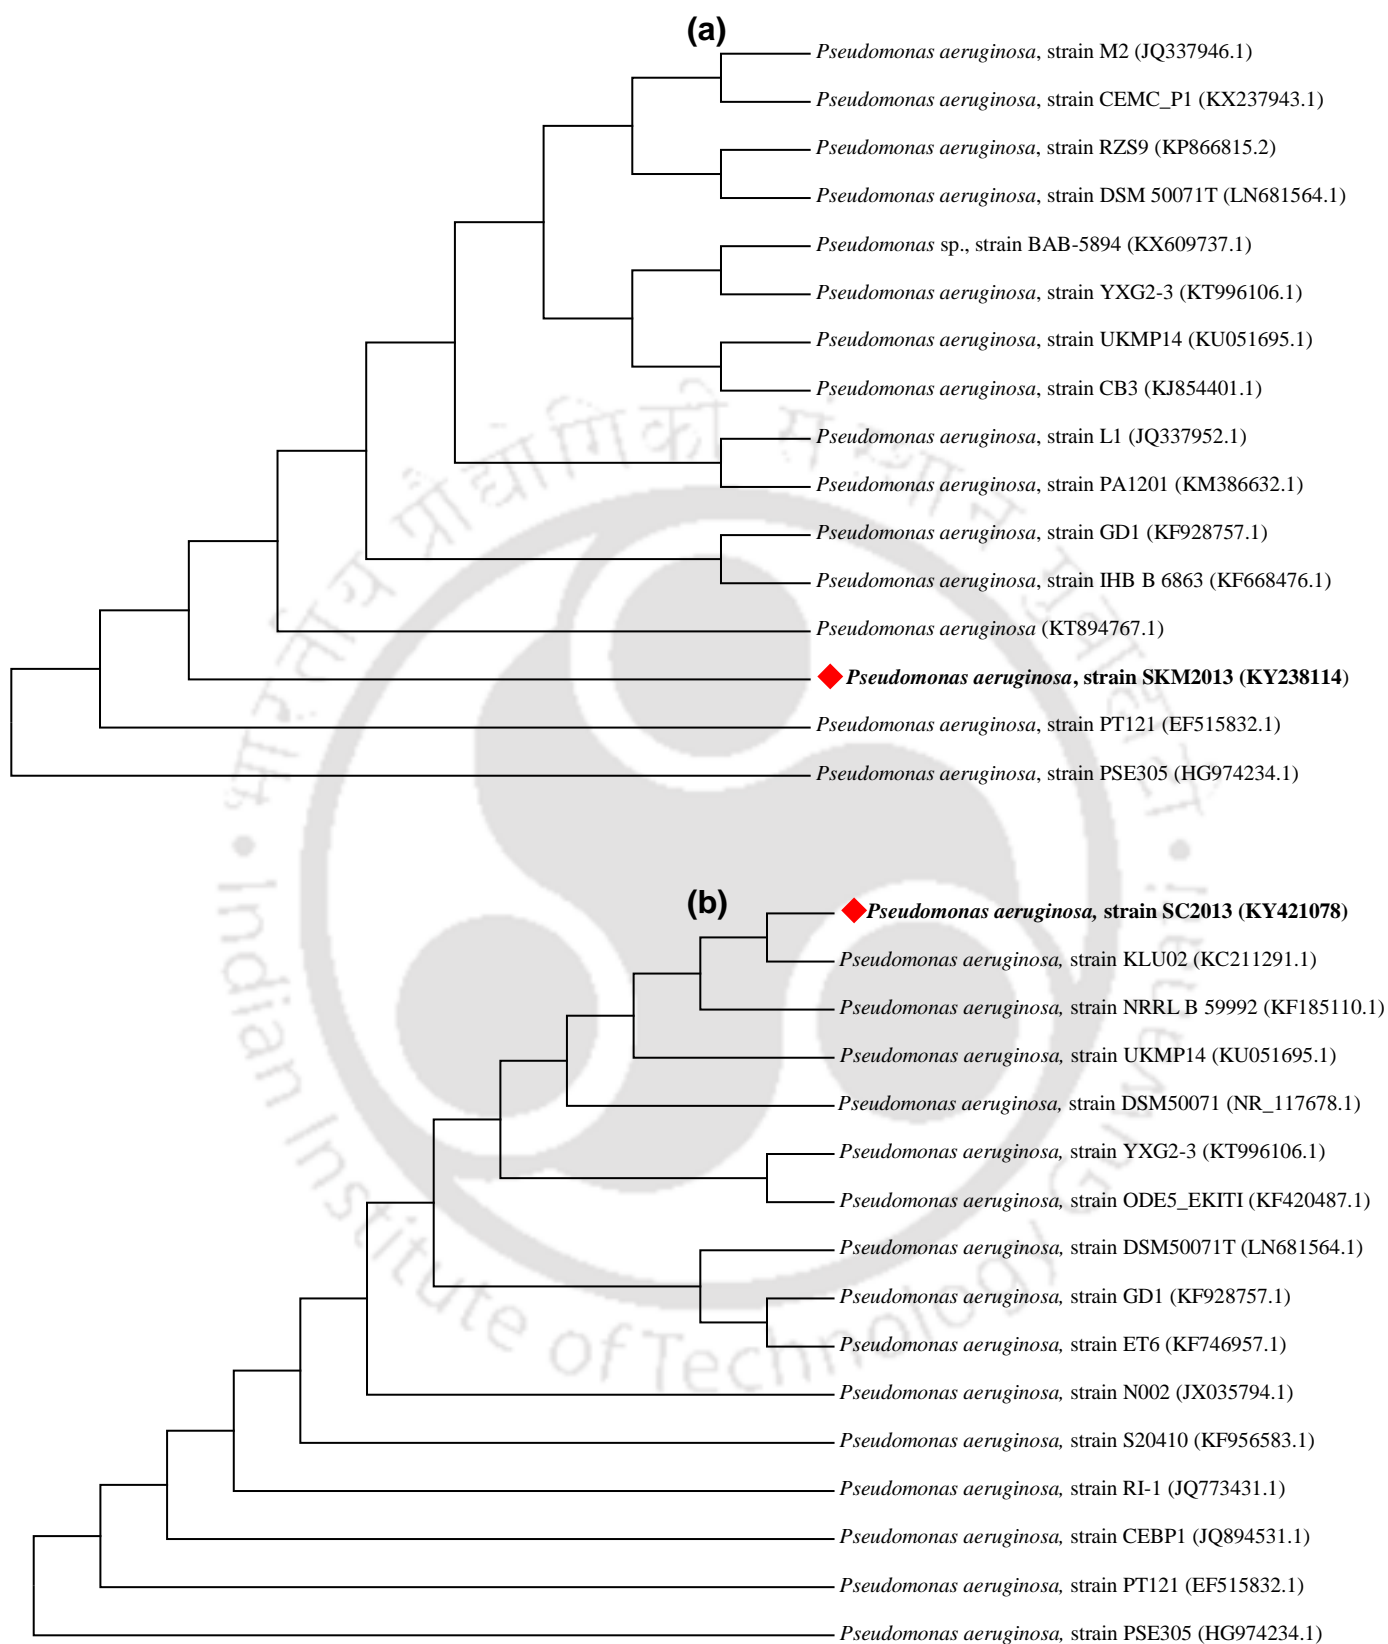 (a)
Pseudomonas aeruginosa, strain M2 (JQ337946.1)
Pseudomonas aeruginosa, strain CEMC_P1 (KX237943.1)
Pseudomonas aeruginosa, strain RZS9 (KP866815.2)
Pseudomonas aeruginosa, strain DSM 50071T (LN681564.1)
Pseudomonas sp., strain BAB-5894 (KX609737.1)
Pseudomonas aeruginosa, strain YXG2-3 (KT996106.1)
Pseudomonas aeruginosa, strain UKMP14 (KU051695.1)
Pseudomonas aeruginosa, strain CB3 (KJ854401.1)
Pseudomonas aeruginosa, strain L1 (JQ337952.1)
Pseudomonas aeruginosa, strain PA1201 (KM386632.1)
Pseudomonas aeruginosa, strain GD1 (KF928757.1)
Pseudomonas aeruginosa, strain IHB B 6863 (KF668476.1)
Pseudomonas aeruginosa (KT894767.1)
Pseudomonas aeruginosa, strain SKM2013 (KY238114)
Pseudomonas aeruginosa, strain PT121 (EF515832.1)
Pseudomonas aeruginosa, strain PSE305 (HG974234.1)
(b)
Pseudomonas aeruginosa, strain SC2013 (KY421078)
Pseudomonas aeruginosa, strain KLU02 (KC211291.1)
Pseudomonas aeruginosa, strain NRRL B 59992 (KF185110.1)
Pseudomonas aeruginosa, strain UKMP14 (KU051695.1)
Pseudomonas aeruginosa, strain DSM50071 (NR_117678.1)
Pseudomonas aeruginosa, strain YXG2-3 (KT996106.1)
Pseudomonas aeruginosa, strain ODE5_EKITI (KF420487.1)
Pseudomonas aeruginosa, strain DSM50071T (LN681564.1)
Pseudomonas aeruginosa, strain GD1 (KF928757.1)
Pseudomonas aeruginosa, strain ET6 (KF746957.1)
Pseudomonas aeruginosa, strain N002 (JX035794.1)
Pseudomonas aeruginosa, strain S20410 (KF956583.1)
Pseudomonas aeruginosa, strain RI-1 (JQ773431.1)
Pseudomonas aeruginosa, strain CEBP1 (JQ894531.1)
Pseudomonas aeruginosa, strain PT121 (EF515832.1)
Pseudomonas aeruginosa, strain PSE305 (HG974234.1)
भारतीय प्रौद्योगिकी संस्थान गुवाहाटी
Indian Institute of Technology Guwahati